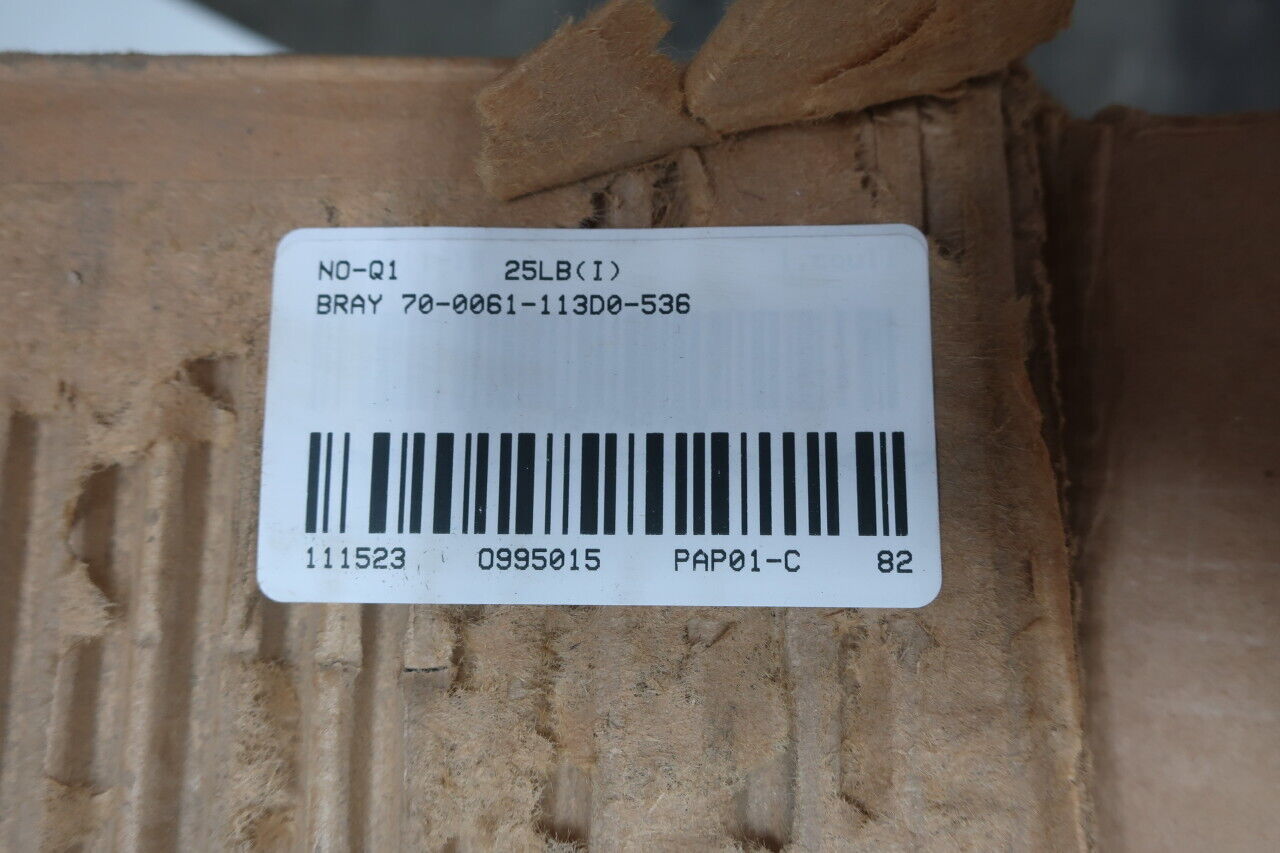 NO-Q1 25LB(I)
BRAY 70-0061-113D0-536
111523 0995015 PAP01-C 82